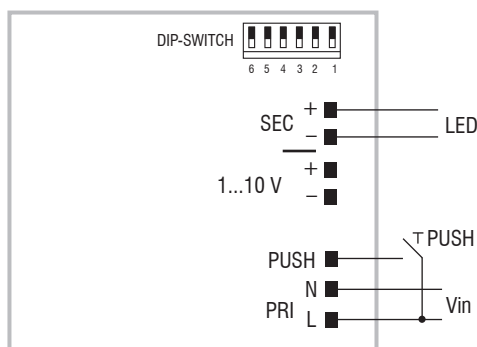 DIP-SWITCH
6 5 4 3 2 1
SEC + LED
−
1...10 V +
−
PUSH PUSH
N
PRI Vin
L